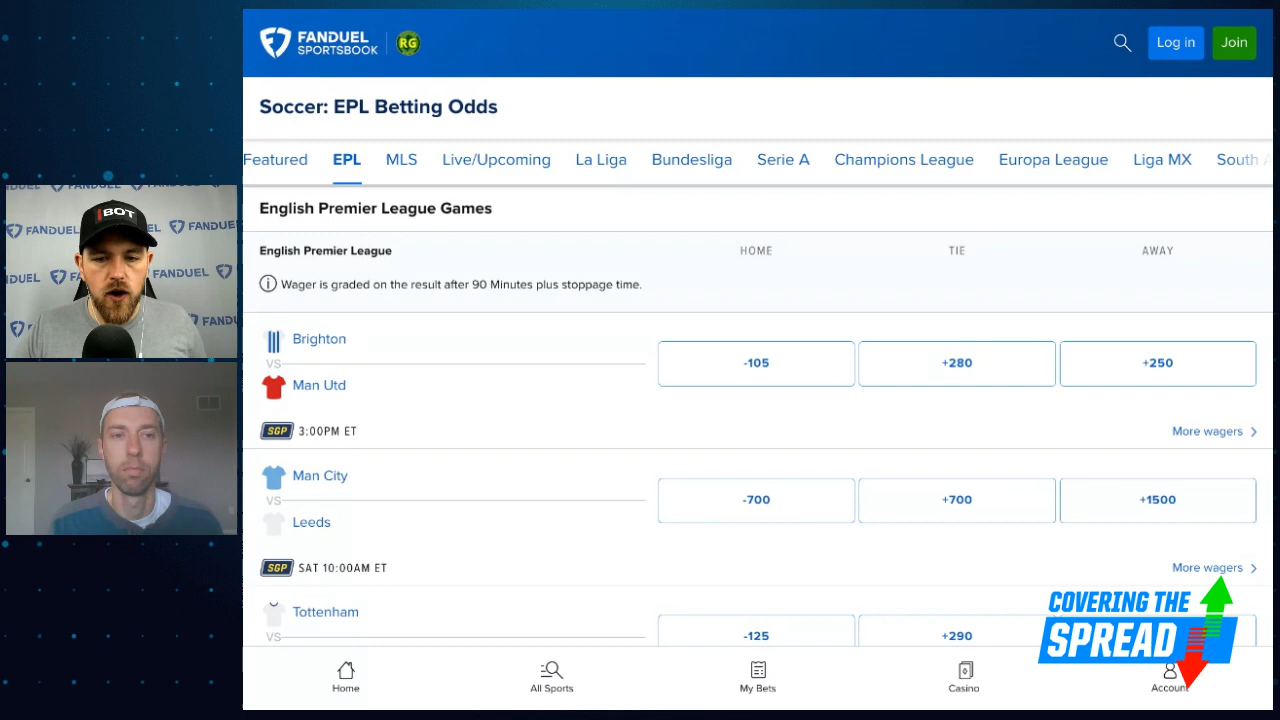 FANDUEL
SPORTSBOOK
RG
Log in
Join
Soccer: EPL Betting Odds
Featured EPL MLS Live/Upcoming La Liga Bundesliga Serie A Champions League Europa League Liga MX South A
English Premier League Games
English Premier League HOME TIE AWAY
Wager is graded on the result after 90 Minutes plus stoppage time.
Brighton
VS
Man Utd
-105 +280 +250
SGP 3:00PM ET More wagers
Man City
VS
Leeds
-700 +700 +1500
SGP SAT 10:00AM ET More wagers
Tottenham
VS
-125 +290
Home All Sports My Bets Casino Account
COVERING THE
SPREAD
BOT
FANDUEL
FANDUEL
FANDUEL
FANDUEL